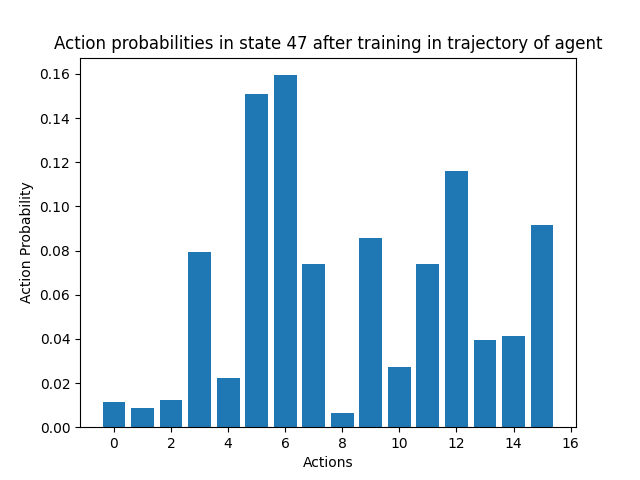 Action probabilities in state 47 after training in trajectory of agent
0.16
0.14
0.12
0.10
0.08
0.06
0.04
0.02
0.00
Action Probability
0 2 4 6 8 10 12 14 16
Actions